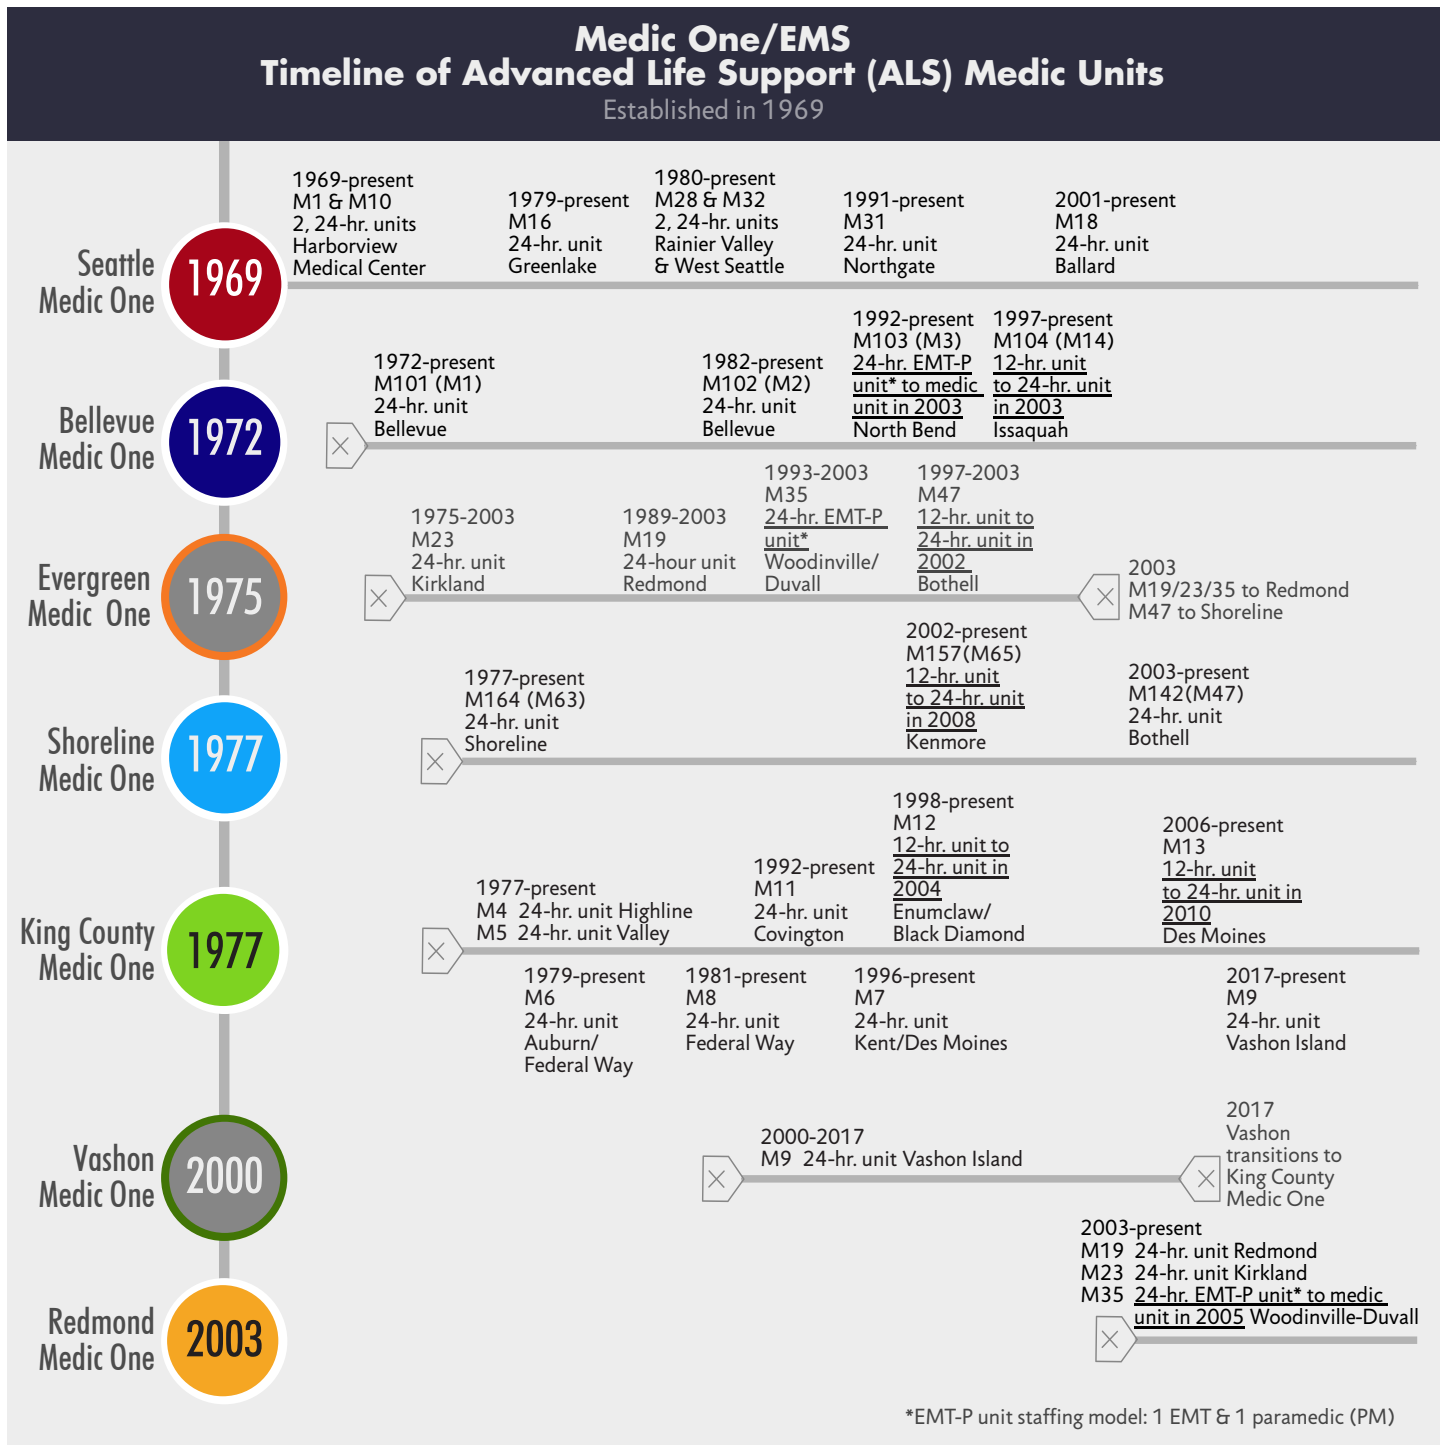 Medic One/EMS
Timeline of Advanced Life Support (ALS) Medic Units
Established in 1969
Seattle
Medic One
1969
1969-present
M1 & M10
2, 24-hr. units
Harborview
Medical Center
1979-present
M16
24-hr. unit
Greenlake
1980-present
M28 & M32
2, 24-hr. units
Rainier Valley
& West Seattle
1991-present
M31
24-hr. unit
Northgate
2001-present
M18
24-hr. unit
Ballard
Bellevue
Medic One
1972
1972-present
M101 (M1)
24-hr. unit
Bellevue
1982-present
M102 (M2)
24-hr. unit
Bellevue
1992-present
M103 (M3)
24-hr. EMT-P
unit* to medic
unit in 2003
North Bend
1997-present
M104 (M14)
12-hr. unit
to 24-hr. unit
in 2003
Issaquah
Evergreen
Medic One
1975
1975-2003
M23
24-hr. unit
Kirkland
1989-2003
M19
24-hour unit
Redmond
1993-2003
M35
24-hr. EMT-P
unit*
Woodinville/
Duvall
1997-2003
M47
12-hr. unit to
24-hr. unit in
2002
Bothell
2003
M19/23/35 to Redmond
M47 to Shoreline
Shoreline
Medic One
1977
1977-present
M164 (M63)
24-hr. unit
Shoreline
2002-present
M157(M65)
12-hr. unit
to 24-hr. unit
in 2008
Kenmore
2003-present
M142(M47)
24-hr. unit
Bothell
King County
Medic One
1977
1977-present
M4 24-hr. unit Highline
M5 24-hr. unit Valley
1992-present
M11
24-hr. unit
Covington
1998-present
M12
12-hr. unit to
24-hr. unit in
2004
Enumclaw/
Black Diamond
2006-present
M13
12-hr. unit
to 24-hr. unit in
2010
Des Moines
1979-present
M6
24-hr. unit
Auburn/
Federal Way
1981-present
M8
24-hr. unit
Federal Way
1996-present
M7
24-hr. unit
Kent/Des Moines
2017-present
M9
24-hr. unit
Vashon Island
Vashon
Medic One
2000
2000-2017
M9 24-hr. unit Vashon Island
2017
Vashon
transitions to
King County
Medic One
Redmond
Medic One
2003
2003-present
M19 24-hr. unit Redmond
M23 24-hr. unit Kirkland
M35 24-hr. EMT-P unit* to medic
unit in 2005 Woodinville-Duvall
*EMT-P unit staffing model: 1 EMT & 1 paramedic (PM)